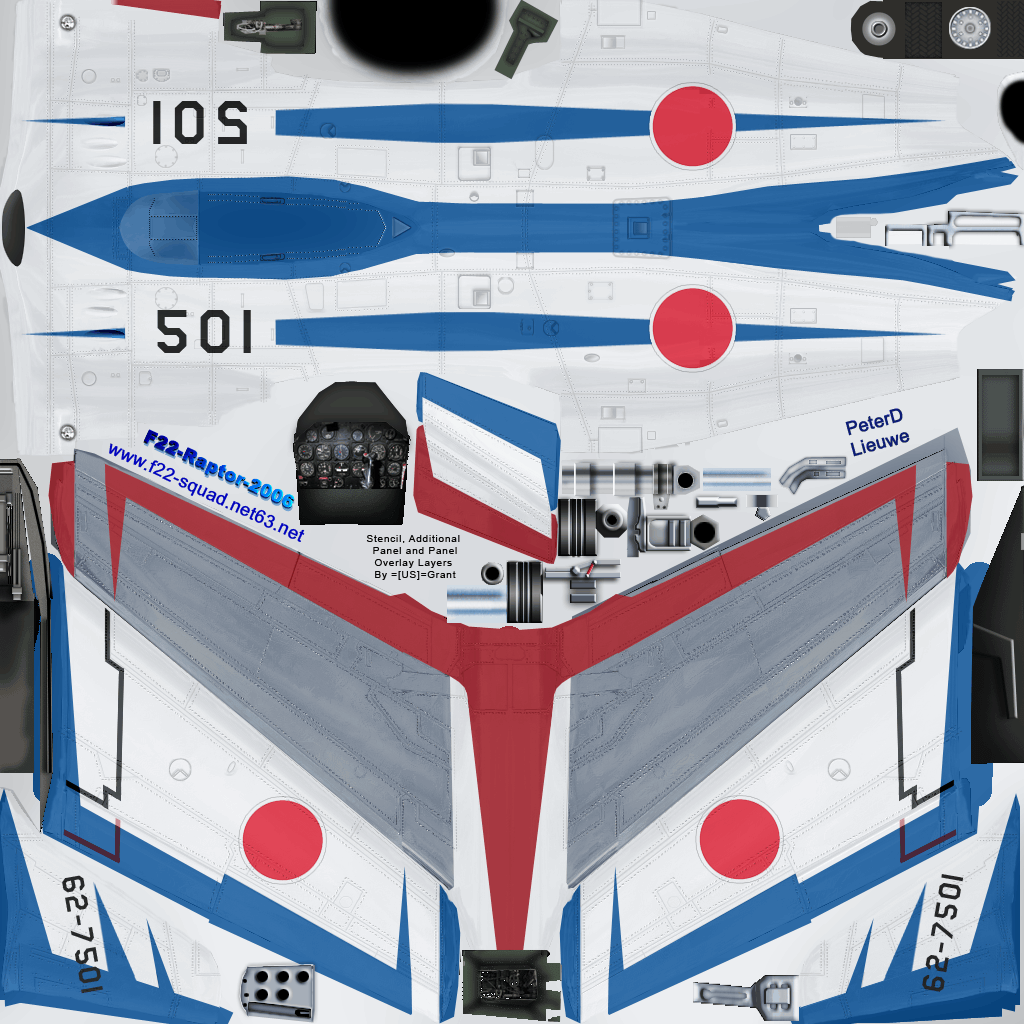 501
501
F22-Raptor-2006
www.f22-squad.net63.net
PeterD
Lieuwe
Stencil, Additional
Panel and Panel
Overlay Layers
By =[US]=Grant
62-7501
62-7501